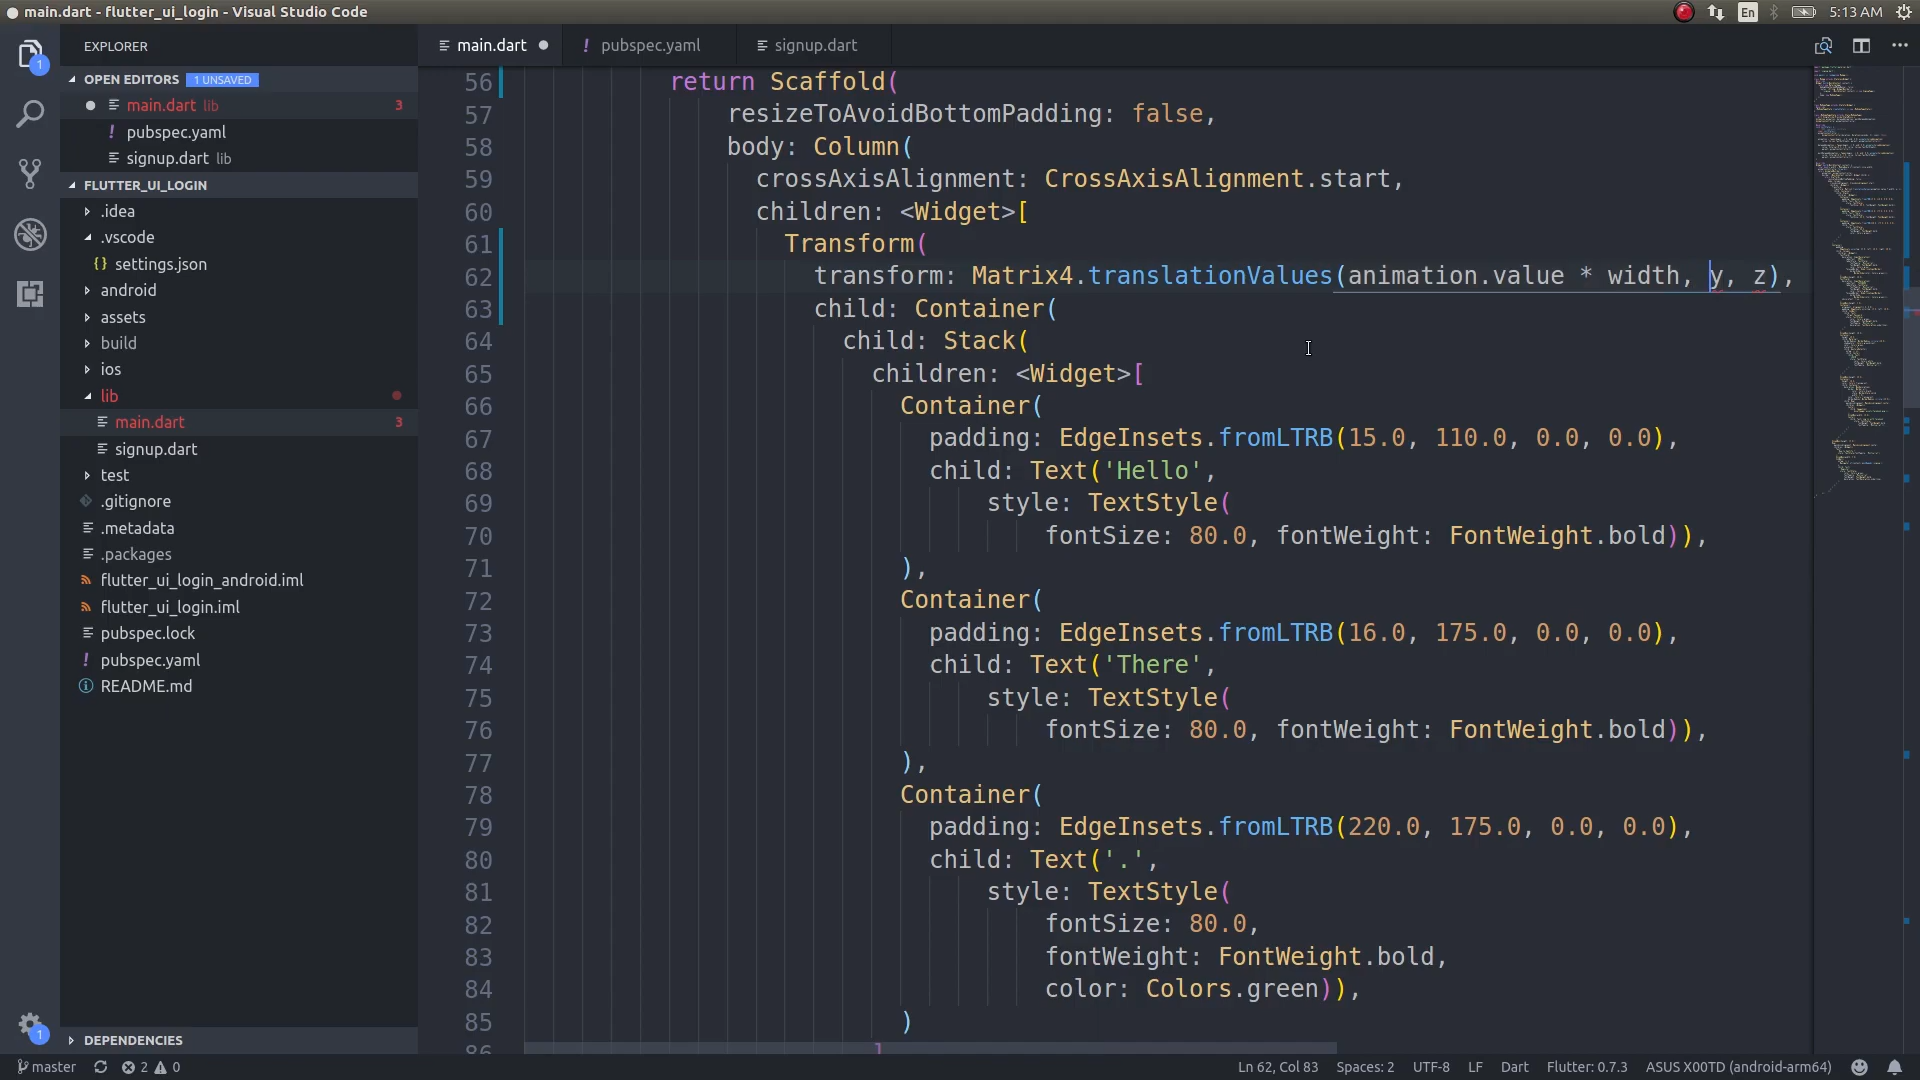 main.dart - flutter_ui_login - Visual Studio Code
En
5:13 AM
EXPLORER
OPEN EDITORS 1 UNSAVED
main.dart lib 3
pubspec.yaml
signup.dart lib
FLUTTER_UI_LOGIN
.idea
.vscode
settings.json
android
assets
build
ios
lib
main.dart 3
signup.dart
test
.gitignore
.metadata
.packages
flutter_ui_login_android.iml
flutter_ui_login.iml
pubspec.lock
pubspec.yaml
README.md
DEPENDENCIES
1
1
main.dart
pubspec.yaml
signup.dart
56 return Scaffold(
57 resizeToAvoidBottomPadding: false,
58 body: Column(
59 crossAxisAlignment: CrossAxisAlignment.start,
60 children: <Widget>[
61 Transform(
62 transform: Matrix4.translationValues(animation.value * width, y, z),
63 child: Container(
64 child: Stack(
65 children: <Widget>[
66 Container(
67 padding: EdgeInsets.fromLTRB(15.0, 110.0, 0.0, 0.0),
68 child: Text('Hello',
69 style: TextStyle(
70 fontSize: 80.0, fontWeight: FontWeight.bold)),
71 ),
72 Container(
73 padding: EdgeInsets.fromLTRB(16.0, 175.0, 0.0, 0.0),
74 child: Text('There',
75 style: TextStyle(
76 fontSize: 80.0, fontWeight: FontWeight.bold)),
77 ),
78 Container(
79 padding: EdgeInsets.fromLTRB(220.0, 175.0, 0.0, 0.0),
80 child: Text('.',
81 style: TextStyle(
82 fontSize: 80.0,
83 fontWeight: FontWeight.bold,
84 color: Colors.green)),
85 )
86 ]
master 2 0
Ln 62, Col 83 Spaces: 2 UTF-8 LF Dart Flutter: 0.7.3 ASUS X00TD (android-arm64)